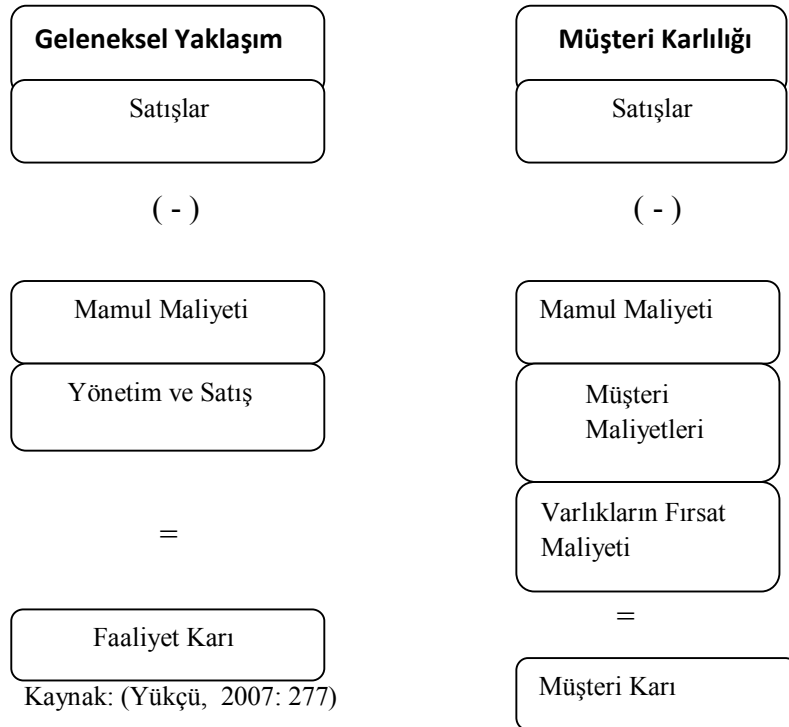 Geleneksel Yaklaşım
Satışlar
( - )
Mamul Maliyeti
Yönetim ve Satış
=
Faaliyet Karı
Kaynak: (Yükçü, 2007: 277)
Müşteri Karlılığı
Satışlar
( - )
Mamul Maliyeti
Müşteri
Maliyetleri
Varlıkların Fırsat
Maliyeti
=
Müşteri Karı